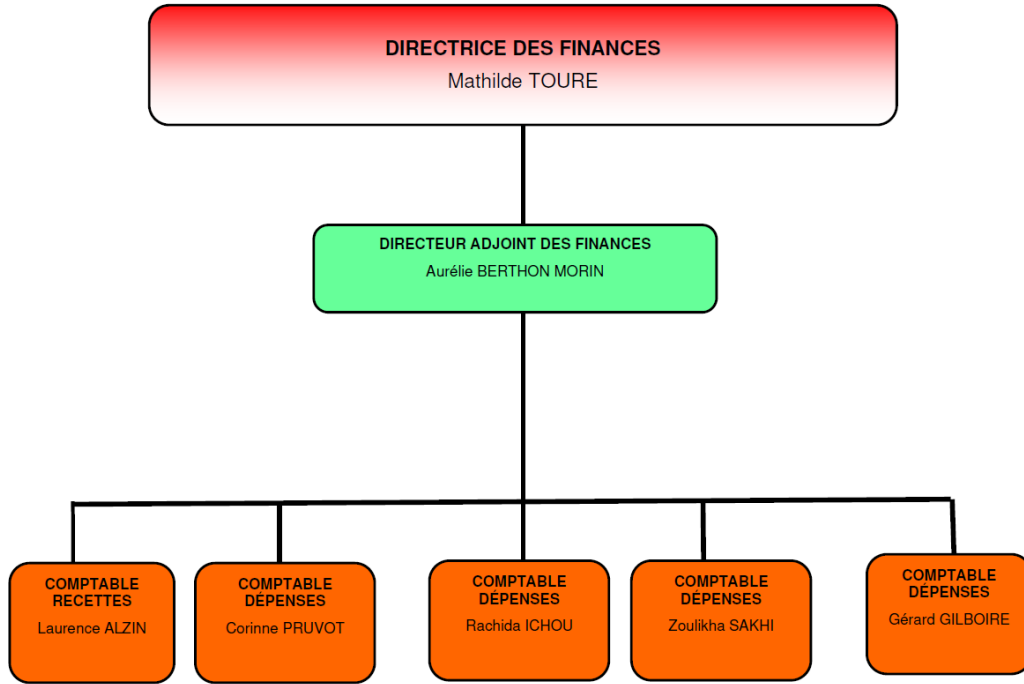 DIRECTRICE DES FINANCES
Mathilde TOURE
DIRECTEUR ADJOINT DES FINANCES
Aurélie BERTHON MORIN
COMPTABLE
RECETTES
Laurence ALZIN
COMPTABLE
DÉPENSES
Corinne PRUVOT
COMPTABLE
DÉPENSES
Rachida ICHOU
COMPTABLE
DÉPENSES
Zoulikha SAKHI
COMPTABLE
DÉPENSES
Gérard GILBOIRE